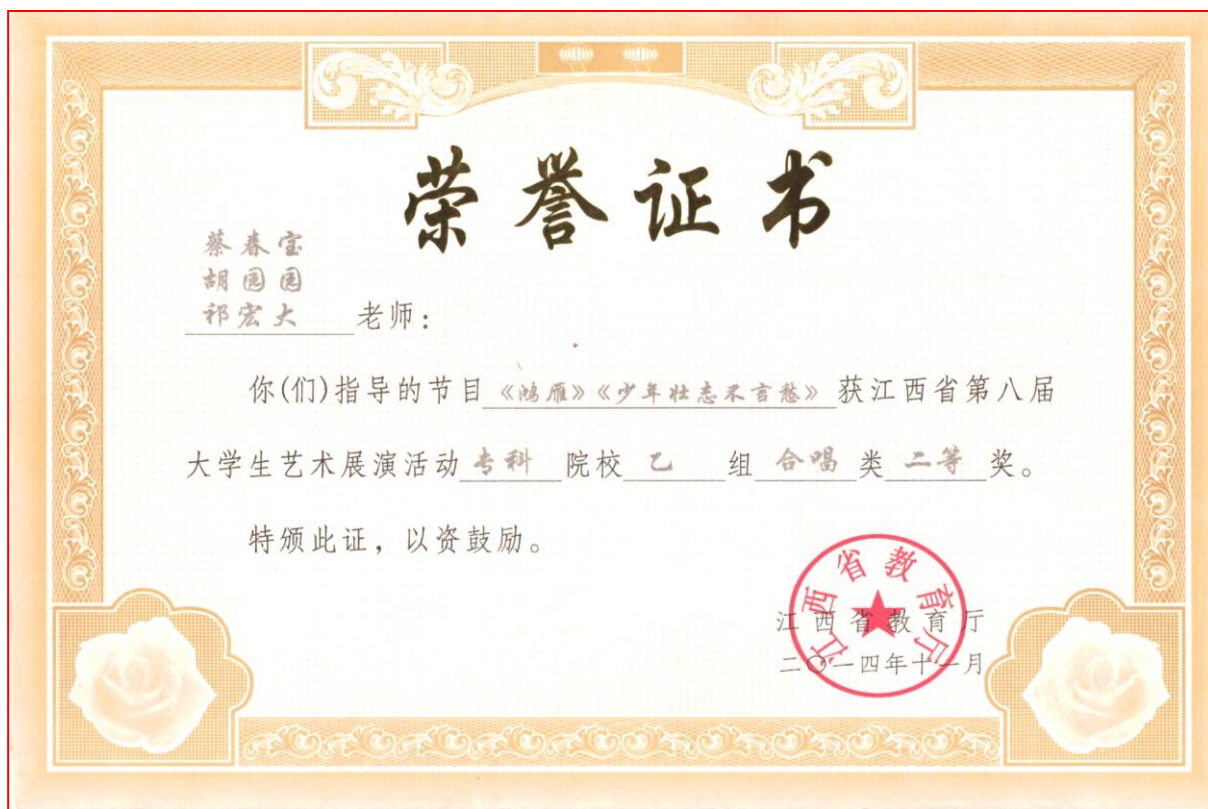 荣誉证书
蔡春宝
胡园园
祁宏大 老师：
你(们)指导的节目《鸿雁》《少年壮志不言愁》获江西省第八届
大学生艺术展演活动专科院校乙组合唱类二等奖。
特颁此证，以资鼓励。
江西省教育厅
江西省教育厅
二〇一四年十一月